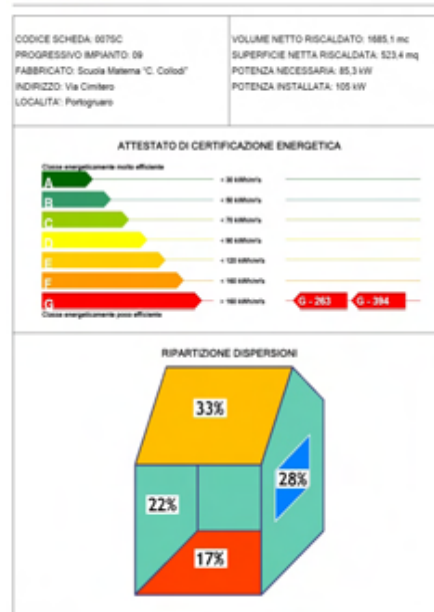 CODICE SCHEDA: 007SC
PROGRESSIVO IMPIANTO: 09
FABBRICATO: Scuola Materna "C. Collodi"
INDIRIZZO: Via Cimitero
LOCALITA': Portogruaro
VOLUME NETTO RISCALDATO: 1685,1 mc
SUPERFICIE NETTA RISCALDATA: 523,4 mq
POTENZA NECESSARIA: 85,3 kW
POTENZA INSTALLATA: 105 kW
ATTESTATO DI CERTIFICAZIONE ENERGETICA
Classe energeticamente molto efficiente
A < 30 kWh/m²a
B < 50 kWh/m²a
C < 70 kWh/m²a
D < 90 kWh/m²a
E < 120 kWh/m²a
F < 160 kWh/m²a
G > 160 kWh/m²a G - 263 G - 394
Classe energeticamente poco efficiente
RIPARTIZIONE DISPERSIONI
33%
22%
28%
17%